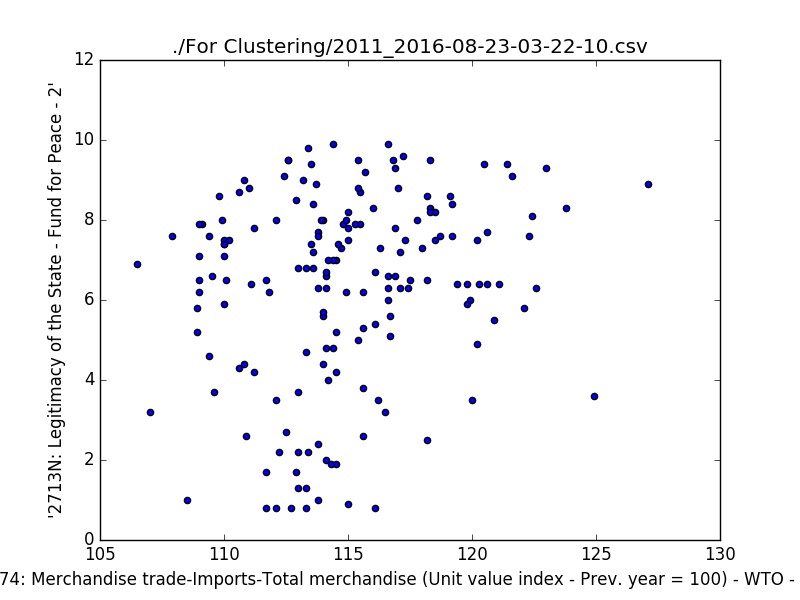 ./For Clustering/2011_2016-08-23-03-22-10.csv
'2713N: Legitimacy of the State - Fund for Peace - 2'
12
10
8
6
4
2
0
105 110 115 120 125 130
74: Merchandise trade-Imports-Total merchandise (Unit value index - Prev. year = 100) - WTO -